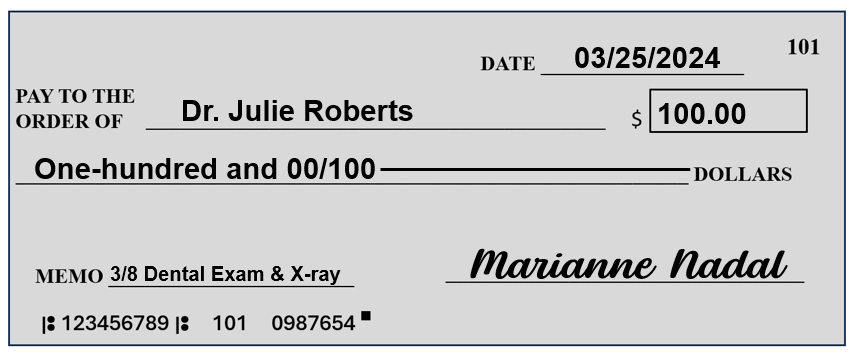 101
DATE 03/25/2024
PAY TO THE
ORDER OF Dr. Julie Roberts $ 100.00
One-hundred and 00/100 DOLLARS
MEMO 3/8 Dental Exam & X-ray Marianne Nadal
⑆123456789⑆ 101 0987654